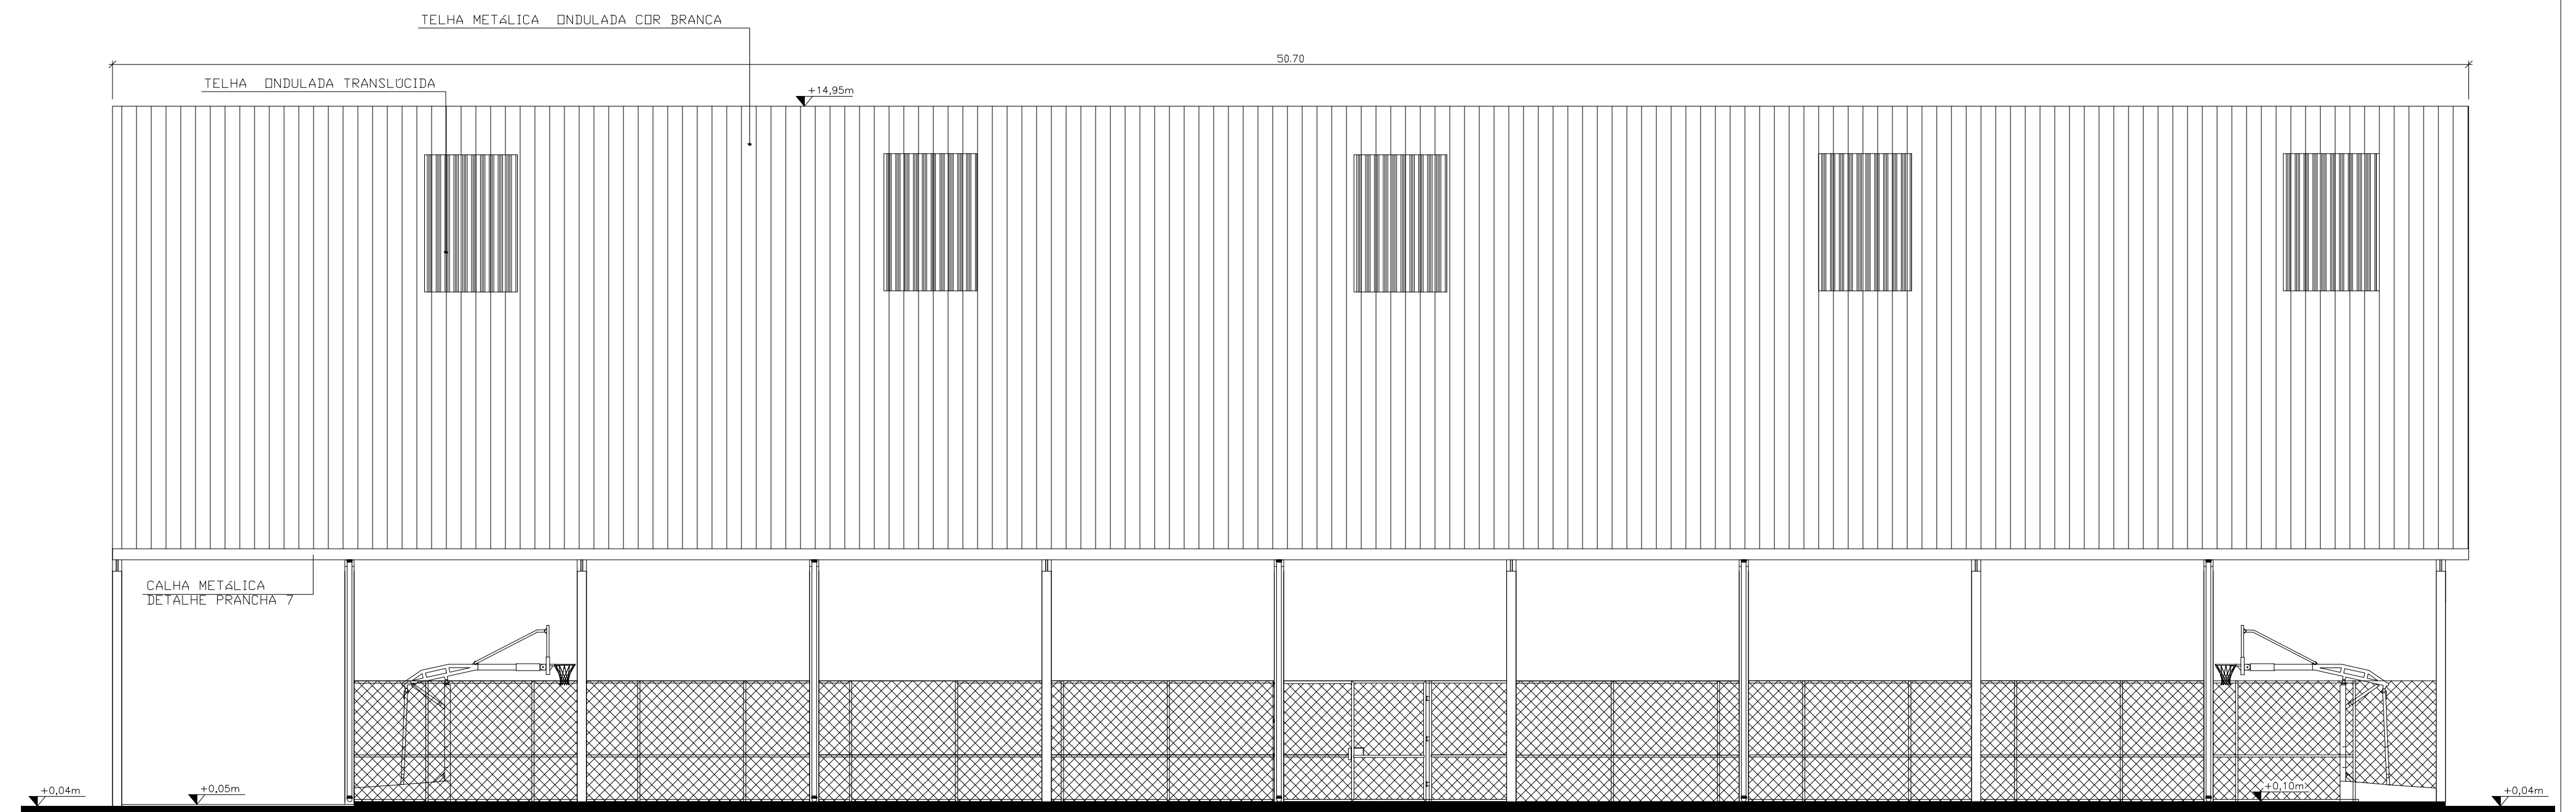 TELHA METÁLICA ONDULADA COR BRANCA
50.70
TELHA ONDULADA TRANSLÚCIDA
+14,95m
CALHA METÁLICA
DETALHE PRANCHA 7
+0,04m
+0,05m
+0,10m
+0,04m